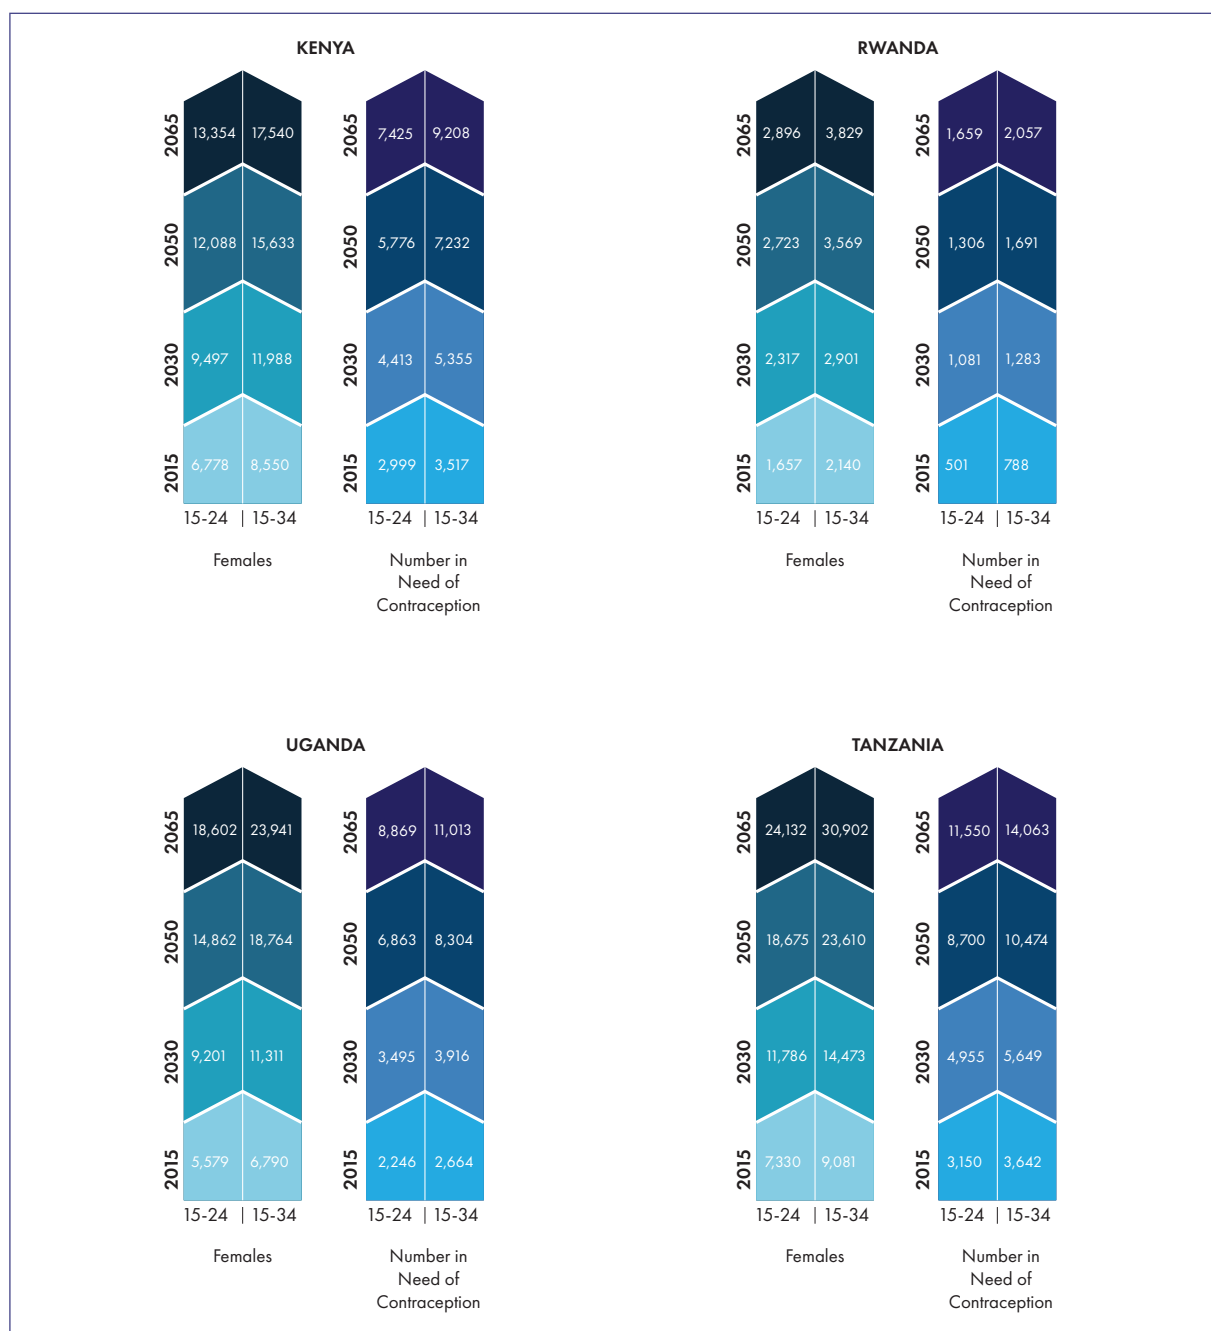 KENYA
2065
13,354 17,540
2065
7,425 9,208
2050
12,088 15,633
2050
5,776 7,232
2030
9,497 11,988
2030
4,413 5,355
2015
6,778 8,550
2015
2,999 3,517
15-24 | 15-34
15-24 | 15-34
Females
Number in
Need of
Contraception
RWANDA
2065
2,896 3,829
2065
1,659 2,057
2050
2,723 3,569
2050
1,306 1,691
2030
2,317 2,901
2030
1,081 1,283
2015
1,657 2,140
2015
501 788
15-24 | 15-34
15-24 | 15-34
Females
Number in
Need of
Contraception
UGANDA
2065
18,602 23,941
2065
8,869 11,013
2050
14,862 18,764
2050
6,863 8,304
2030
9,201 11,311
2030
3,495 3,916
2015
5,579 6,790
2015
2,246 2,664
15-24 | 15-34
15-24 | 15-34
Females
Number in
Need of
Contraception
TANZANIA
2065
24,132 30,902
2065
11,550 14,063
2050
18,675 23,610
2050
8,700 10,474
2030
11,786 14,473
2030
4,955 5,649
2015
7,330 9,081
2015
3,150 3,642
15-24 | 15-34
15-24 | 15-34
Females
Number in
Need of
Contraception